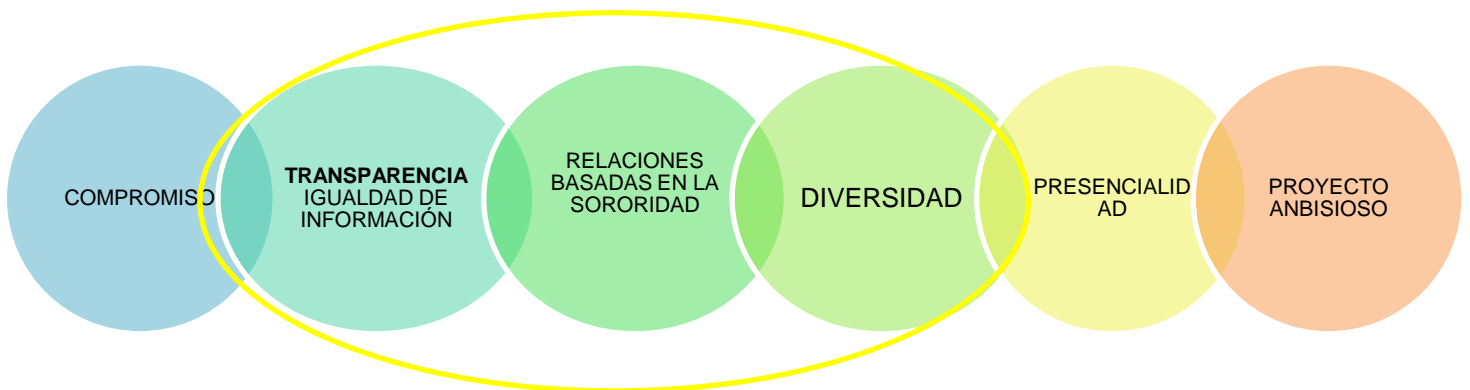 COMPROMISO
TRANSPARENCIA
IGUALDAD DE
INFORMACIÓN
RELACIONES
BASADAS EN LA
SORORIDAD
DIVERSIDAD
PRESENCIALID
AD
PROYECTO
ANBISIOSO